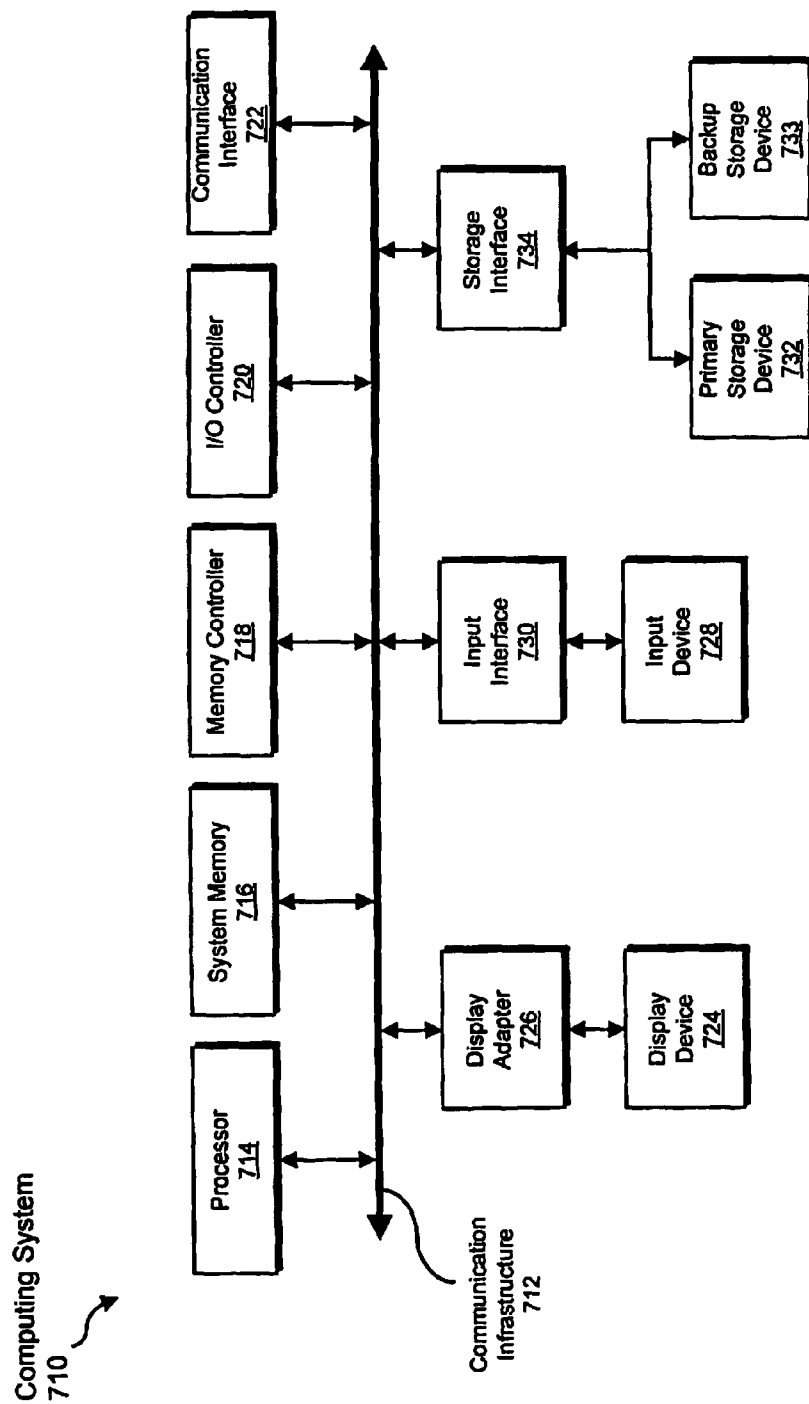 Computing System
710
Processor
714
System Memory
716
Memory Controller
718
I/O Controller
720
Communication
Interface
722
Communication
Infrastructure
712
Display
Adapter
726
Input
Interface
730
Storage
Interface
734
Display
Device
724
Input
Device
728
Primary
Storage
Device
732
Backup
Storage
Device
733